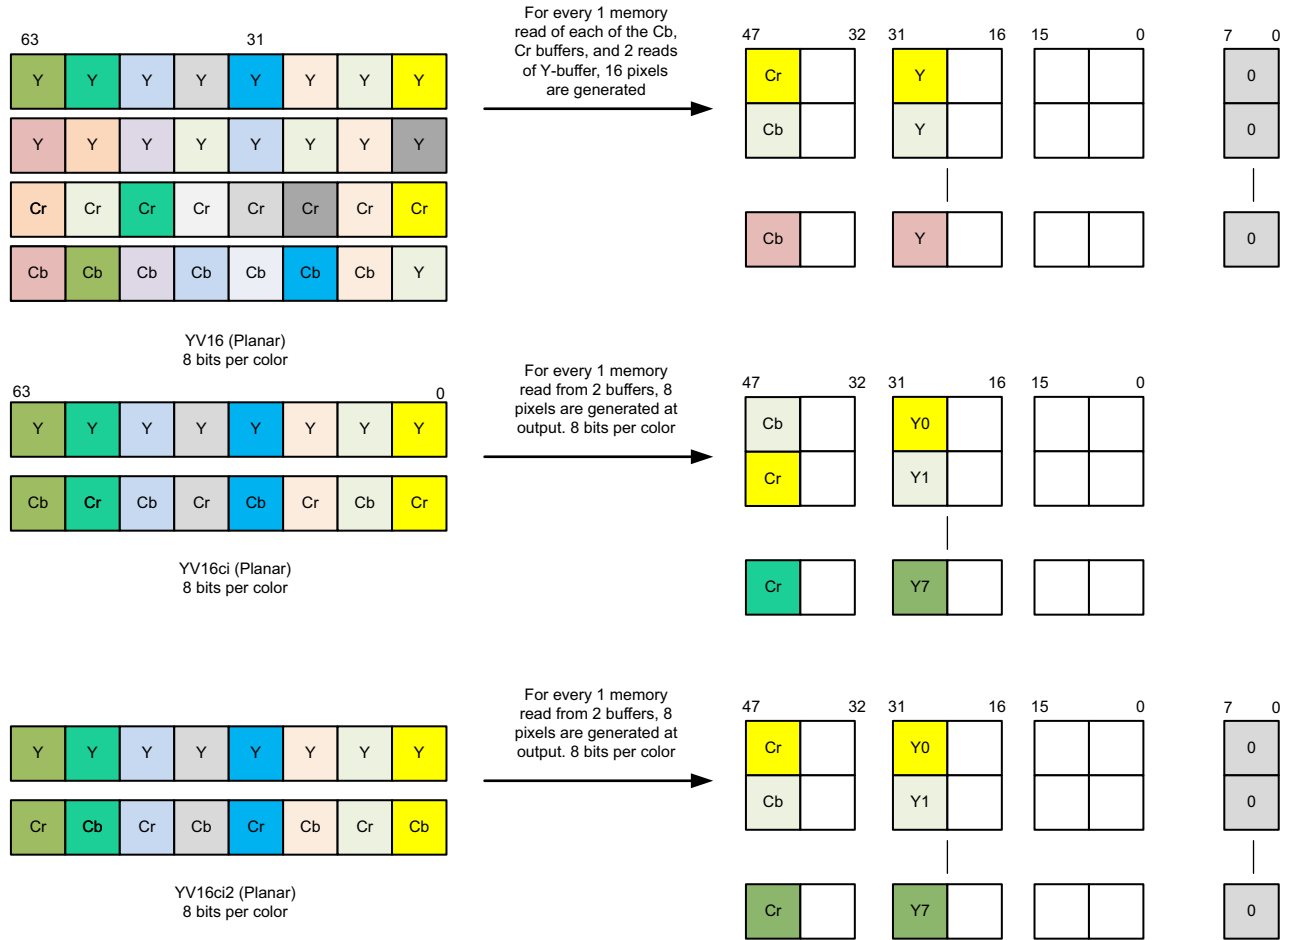 63 31
Y Y Y Y Y Y Y Y
Y Y Y Y Y Y Y Y
Cr Cr Cr Cr Cr Cr Cr Cr
Cb Cb Cb Cb Cb Cb Cb Y
YV16 (Planar)
8 bits per color
For every 1 memory
read of each of the Cb,
Cr buffers, and 2 reads
of Y-buffer, 16 pixels
are generated
47 32 31 16 15 0 7 0
Cr Y 0
Cb Y 0
Cb Y 0
63 0
Y Y Y Y Y Y Y Y
Cb Cr Cb Cr Cb Cr Cb Cr
YV16ci (Planar)
8 bits per color
For every 1 memory
read from 2 buffers, 8
pixels are generated at
output. 8 bits per color
47 32 31 16 15 0
Cb Y0
Cr Y1
Cr Y7
Y Y Y Y Y Y Y Y
Cr Cb Cr Cb Cr Cb Cr Cb
YV16ci2 (Planar)
8 bits per color
For every 1 memory
read from 2 buffers, 8
pixels are generated at
output. 8 bits per color
47 32 31 16 15 0 7 0
Cr Y0 0
Cb Y1 0
Cr Y7 0